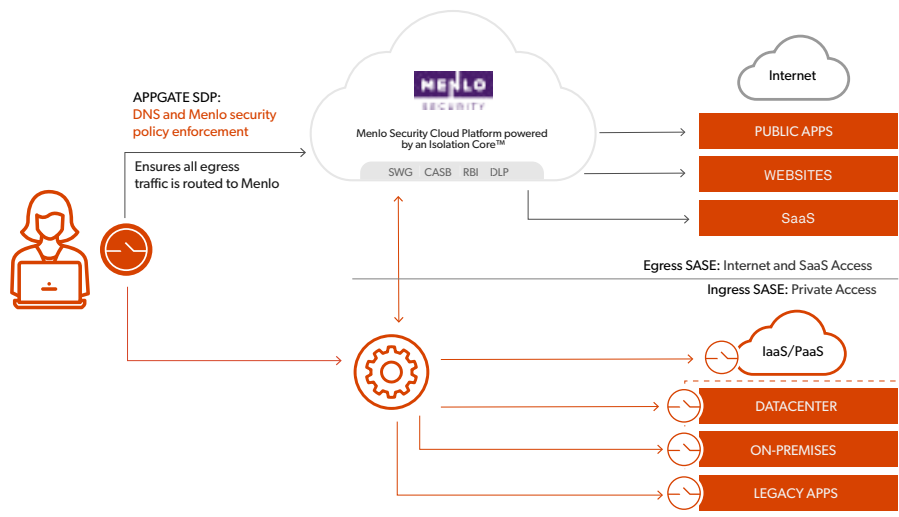 APPGATE SDP:
DNS and Menlo security
policy enforcement
Ensures all egress
traffic is routed to Menlo
MENLO
SECURITY
Menlo Security Cloud Platform powered
by an Isolation Core™
SWG CASB RBI DLP
Internet
PUBLIC APPS
WEBSITES
SaaS
Egress SASE: Internet and SaaS Access
Ingress SASE: Private Access
IaaS/PaaS
DATACENTER
ON-PREMISES
LEGACY APPS